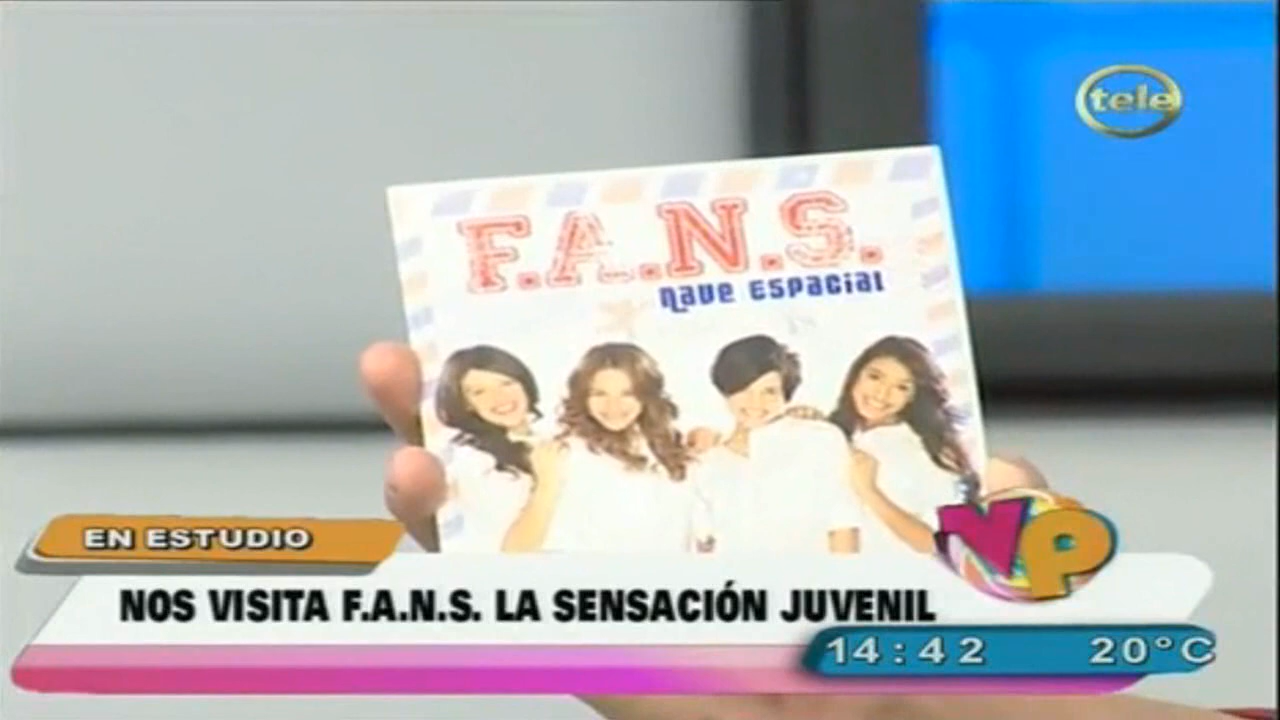 tele
F.A.N.S.
nave espacial
EN ESTUDIO
VP
NOS VISITA F.A.N.S. LA SENSACIÓN JUVENIL
14:42 20°C